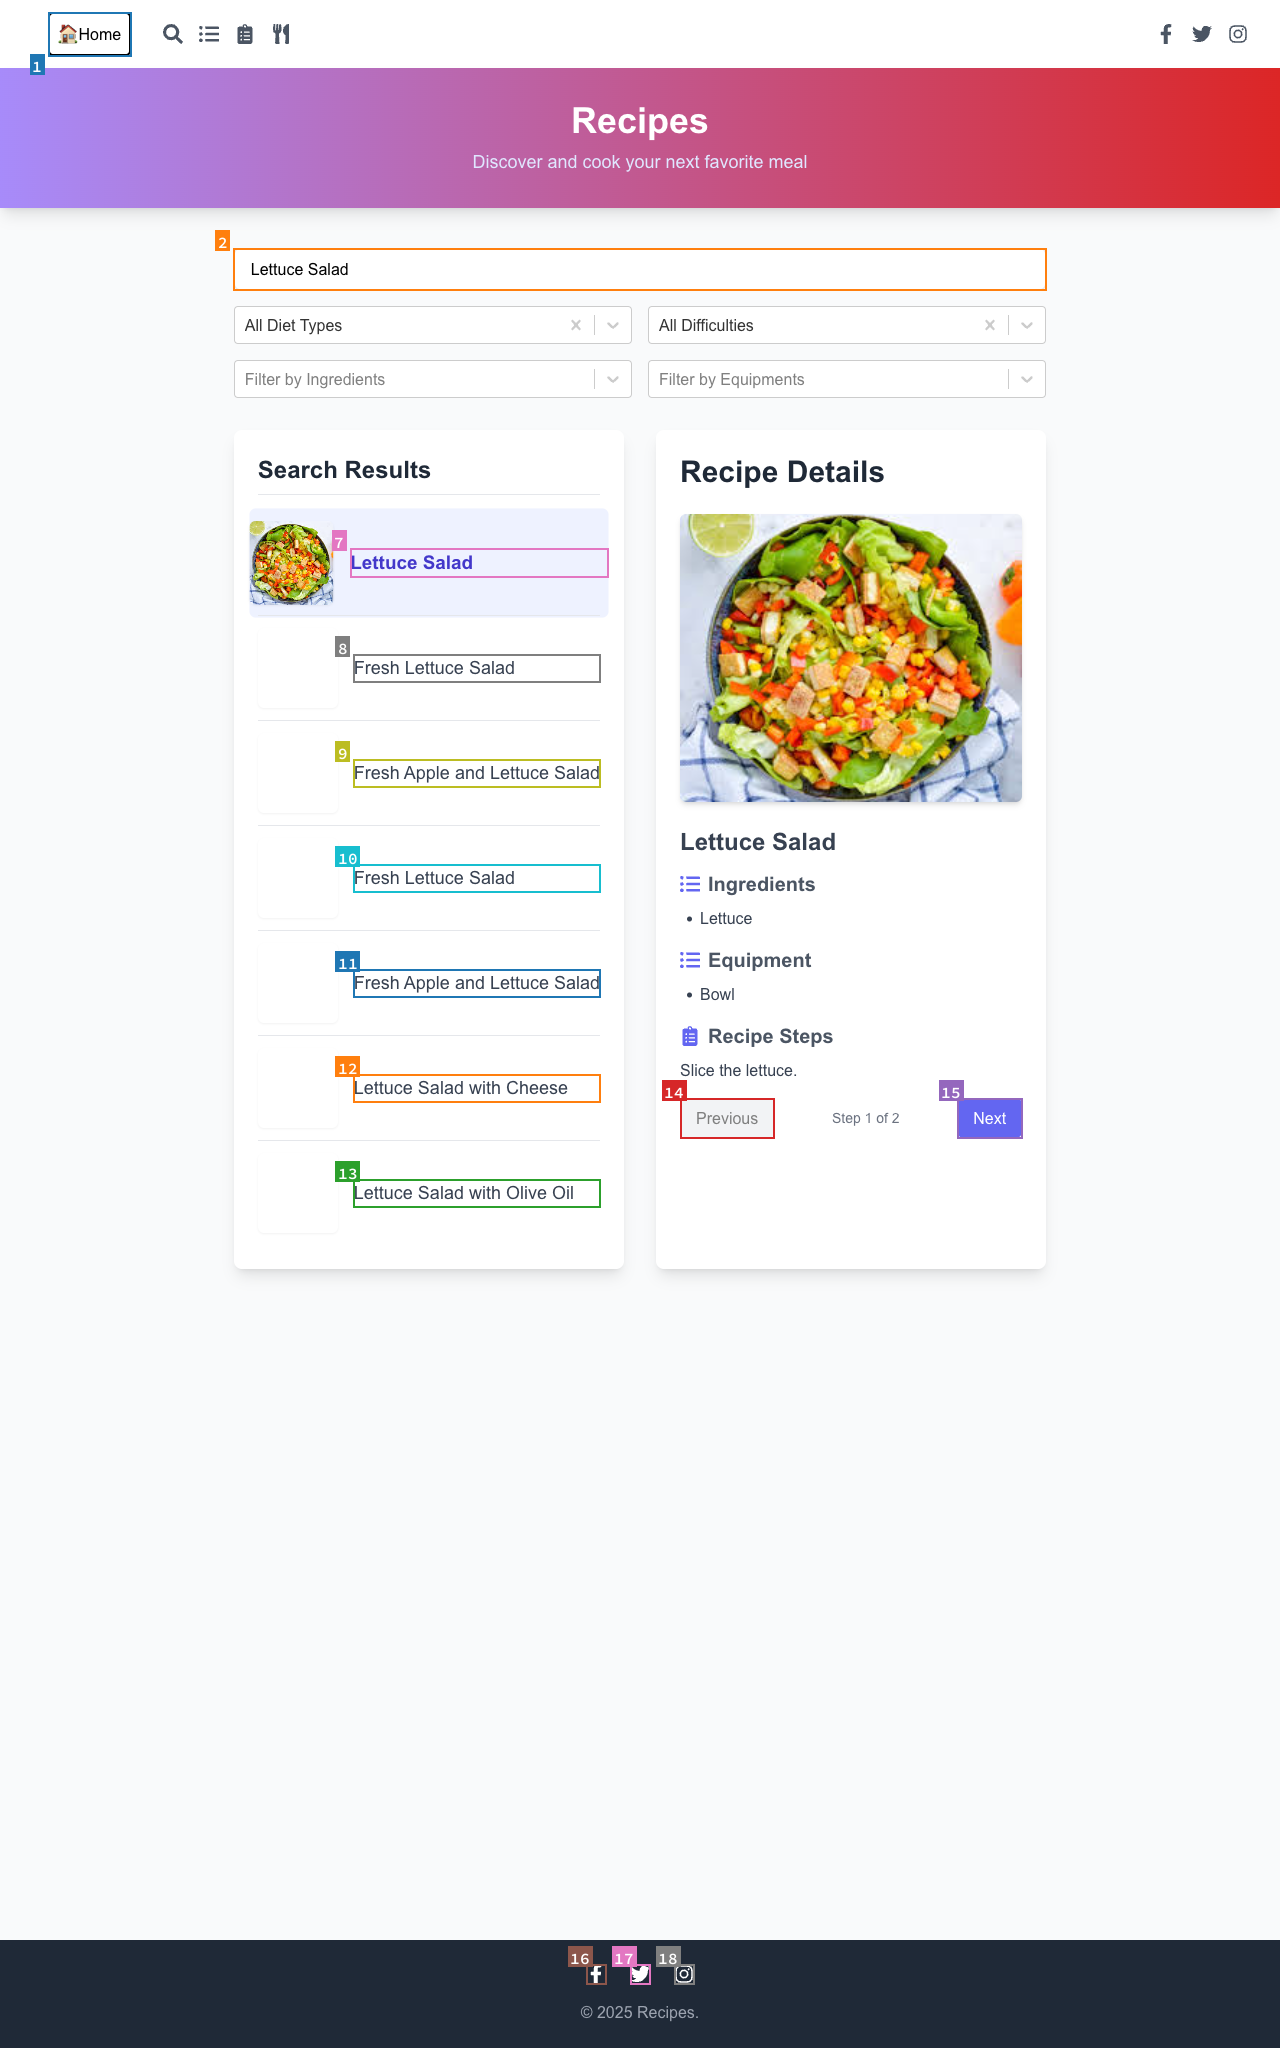 🏠Home
1
Recipes
Discover and cook your next favorite meal
2
Lettuce Salad
All Diet Types
All Difficulties
Filter by Ingredients
Filter by Equipments
Search Results
7
Lettuce Salad
8
Fresh Lettuce Salad
9
Fresh Apple and Lettuce Salad
10
Fresh Lettuce Salad
11
Fresh Apple and Lettuce Salad
12
Lettuce Salad with Cheese
13
Lettuce Salad with Olive Oil
Recipe Details
Lettuce Salad
Ingredients
• Lettuce
Equipment
• Bowl
Recipe Steps
Slice the lettuce.
14
15
Previous
Step 1 of 2
Next
16
17
18
© 2025 Recipes.